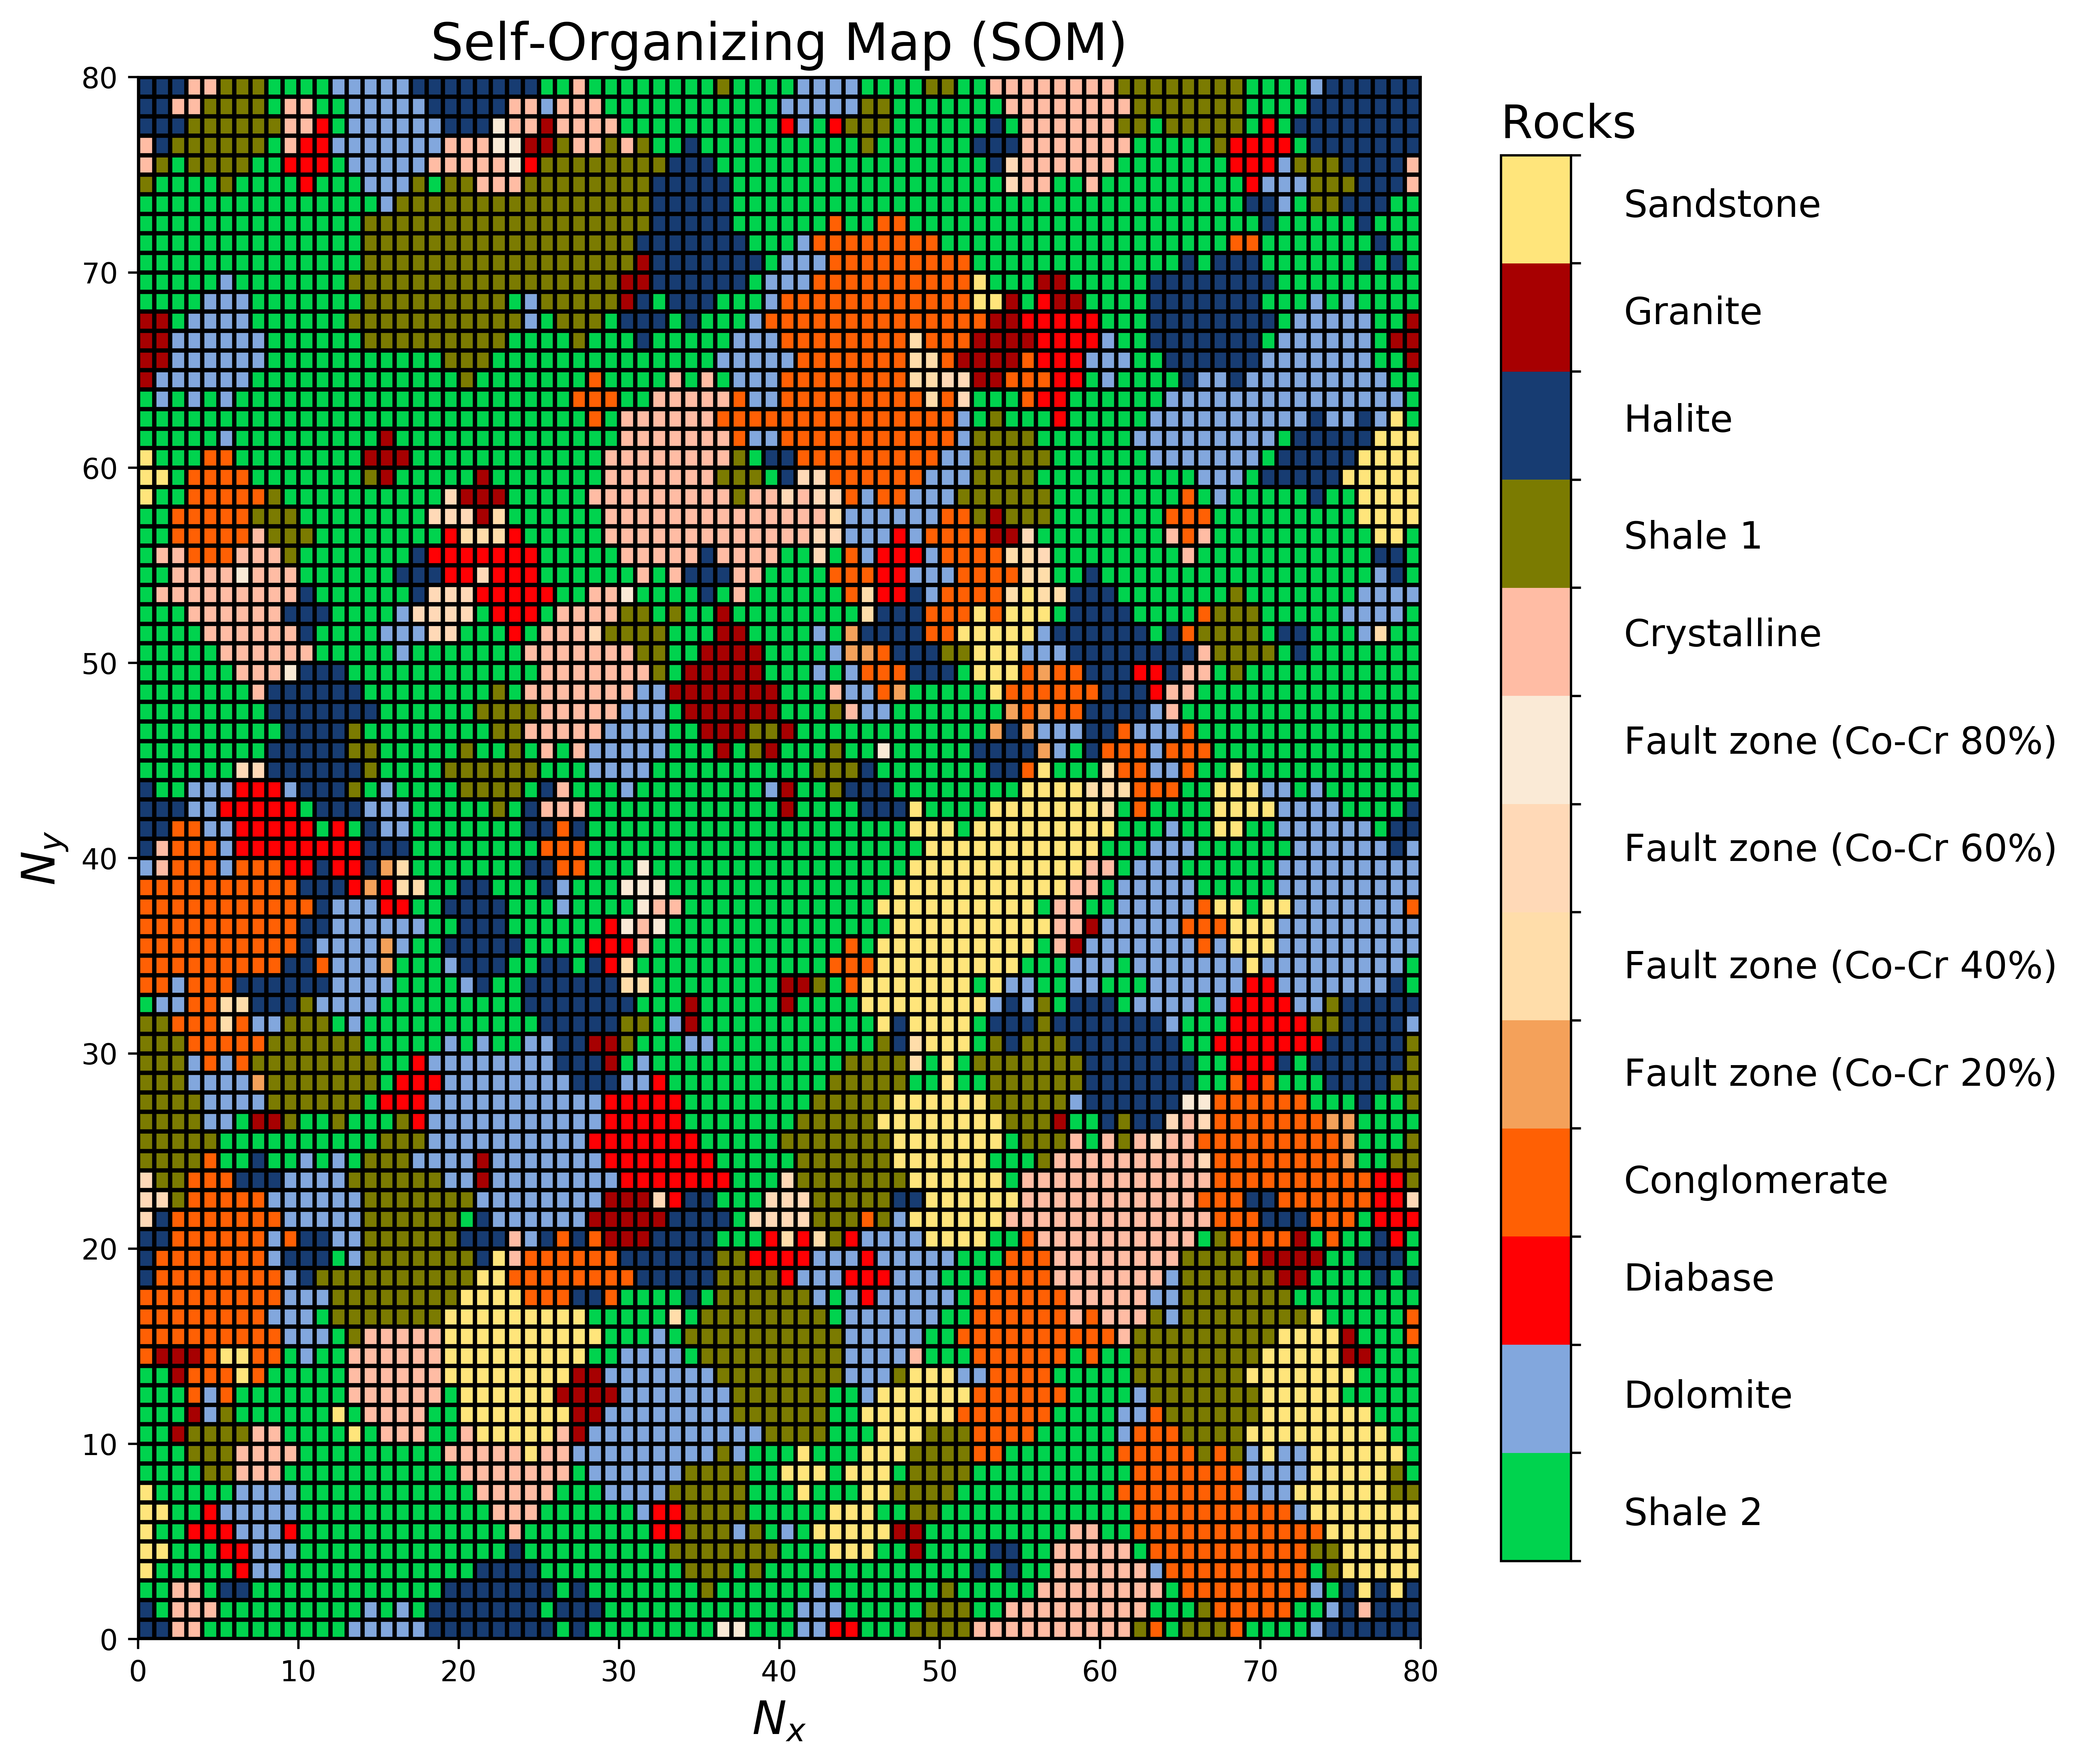 Self-Organizing Map (SOM)
80
70
60
50
40
30
20
10
0
N_y
0 10 20 30 40 50 60 70 80
N_x
Rocks
Sandstone
Granite
Halite
Shale 1
Crystalline
Fault zone (Co-Cr 80%)
Fault zone (Co-Cr 60%)
Fault zone (Co-Cr 40%)
Fault zone (Co-Cr 20%)
Conglomerate
Diabase
Dolomite
Shale 2